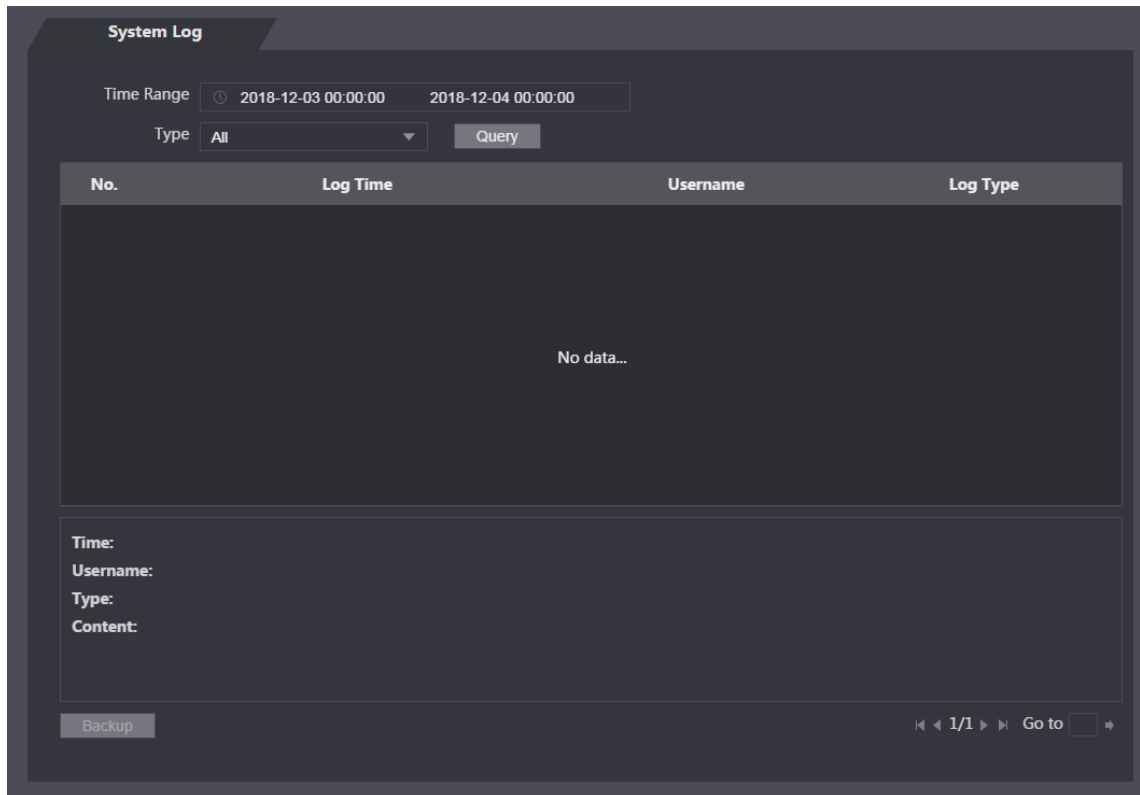 System Log
Time Range 2018-12-03 00:00:00 2018-12-04 00:00:00
Type All Query
No. Log Time Username Log Type
No data...
Time:
Username:
Type:
Content:
Backup 1/1 Go to